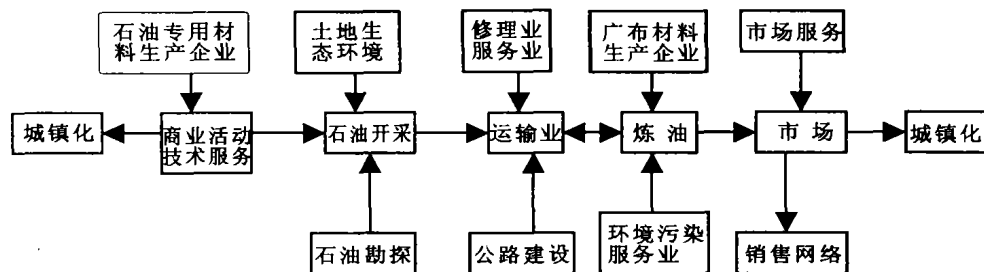 石油专用材
料生产企业
土地生
态环境
修理业
服务业
广布材料
生产企业
市场服务
城镇化
商业活动
技术服务
石油开采
运输业
炼油
市场
城镇化
石油勘探
公路建设
环境污染
服务业
销售网络